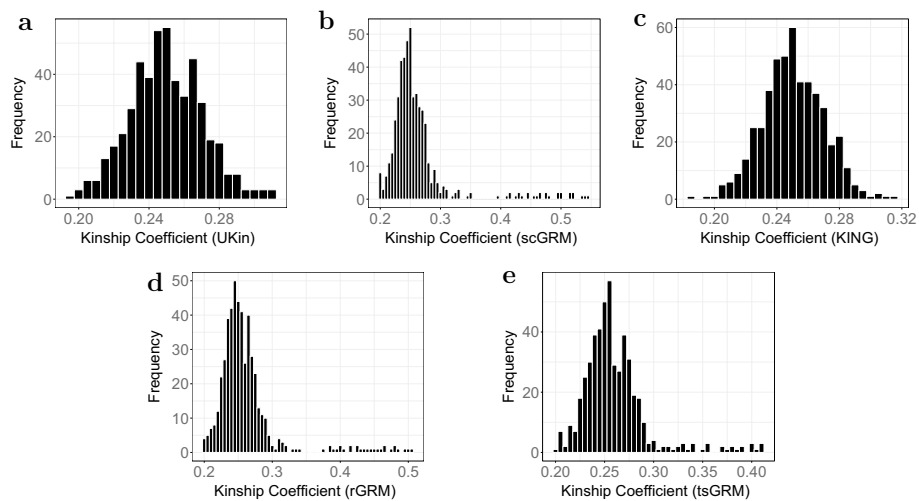 a
Frequency
40
20
0
0.20 0.24 0.28
Kinship Coefficient (UKin)
b
Frequency
50
40
30
20
10
0
0.2 0.3 0.4 0.5
Kinship Coefficient (scGRM)
c
Frequency
60
40
20
0
0.20 0.24 0.28 0.32
Kinship Coefficient (KING)
d
Frequency
50
40
30
20
10
0
0.2 0.3 0.4 0.5
Kinship Coefficient (rGRM)
e
Frequency
40
20
0
0.20 0.25 0.30 0.35 0.40
Kinship Coefficient (tsGRM)